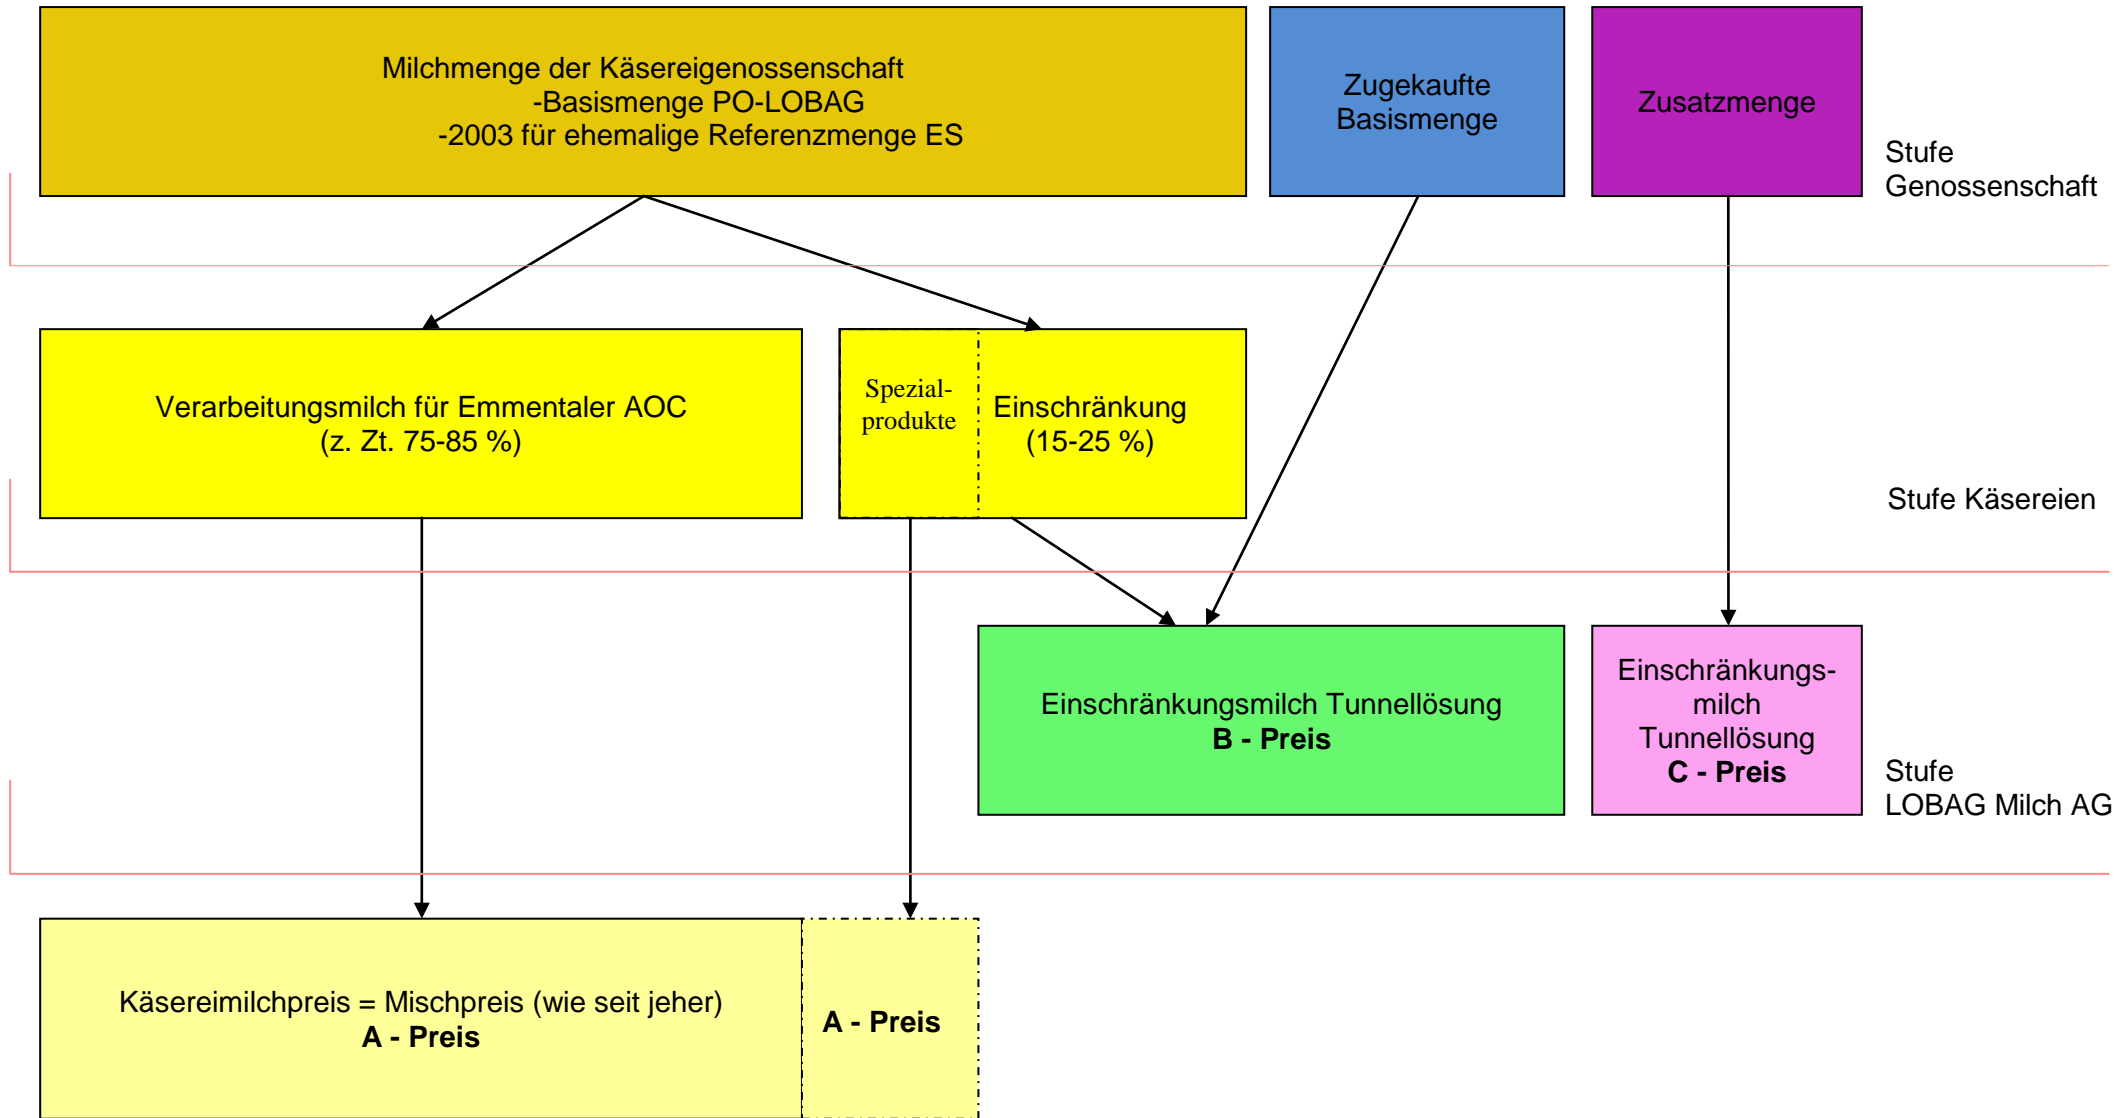 Milchmenge der Käsereigenossenschaft
-Basismenge PO-LOBAG
-2003 für ehemalige Referenzmenge ES
Zugekaufte
Basismenge
Zusatzmenge
Stufe
Genossenschaft
Verarbeitungsmilch für Emmentaler AOC
(z. Zt. 75-85 %)
Spezial-
produkte
Einschränkung
(15-25 %)
Stufe Käsereien
Einschränkungsmilch Tunnellösung
B - Preis
Einschränkungs-
milch
Tunnellösung
C - Preis
Stufe
LOBAG Milch AG
Käsereimilchpreis = Mischpreis (wie seit jeher)
A - Preis
A - Preis